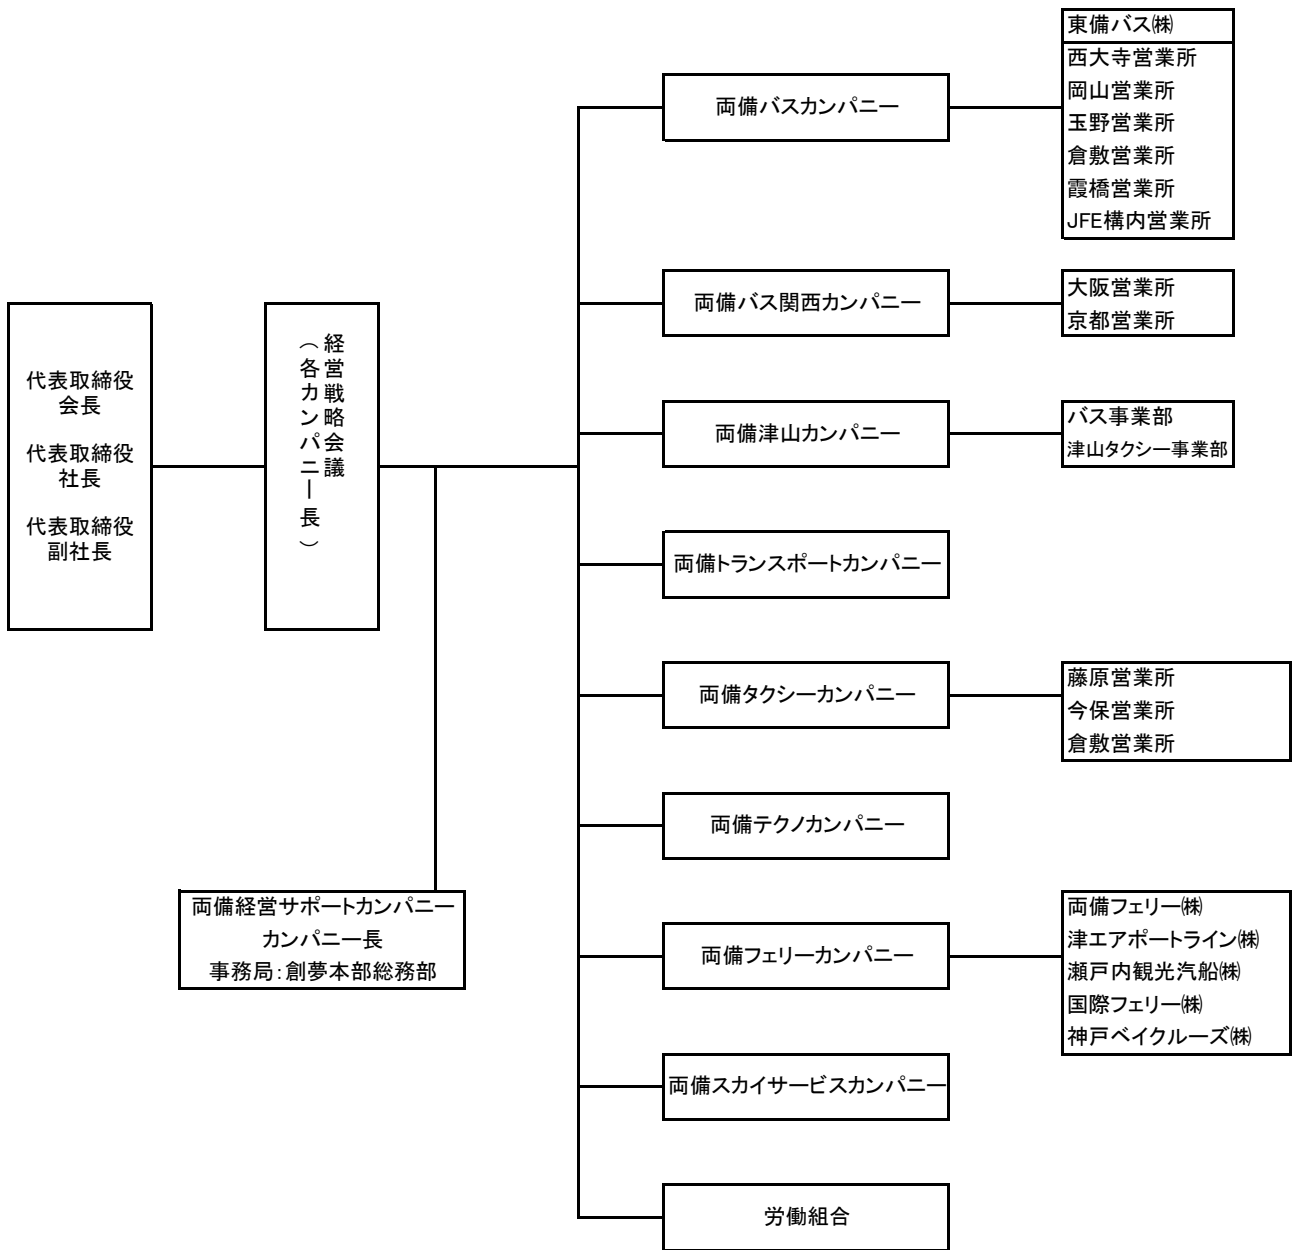 代表取締役
会長
代表取締役
社長
代表取締役
副社長
経営戦略会議
（各カンパニー長）
両備経営サポートカンパニー
カンパニー長
事務局：創夢本部総務部
両備バスカンパニー
東備バス㈱
西大寺営業所
岡山営業所
玉野営業所
倉敷営業所
霞橋営業所
JFE構内営業所
両備バス関西カンパニー
大阪営業所
京都営業所
両備津山カンパニー
バス事業部
津山タクシー事業部
両備トランスポートカンパニー
両備タクシーカンパニー
藤原営業所
今保営業所
倉敷営業所
両備テクノカンパニー
両備フェリーカンパニー
両備フェリー㈱
津エアポートライン㈱
瀬戸内観光汽船㈱
国際フェリー㈱
神戸ベイクルーズ㈱
両備スカイサービスカンパニー
労働組合